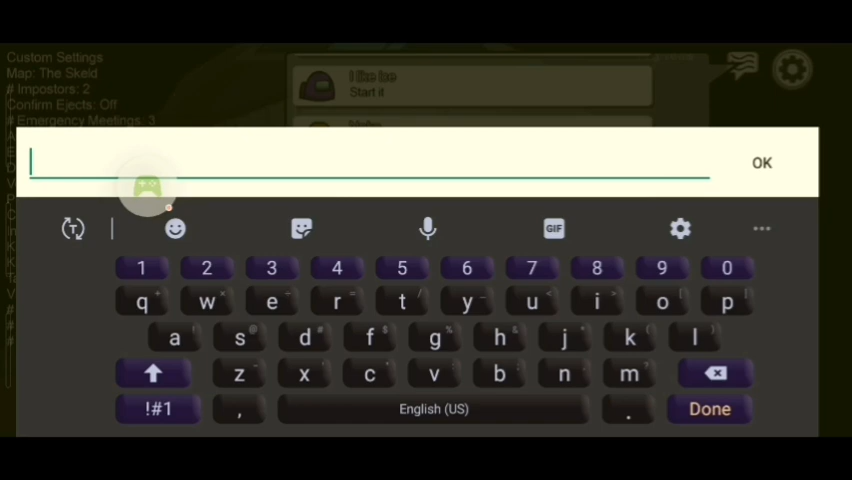 Custom Settings
Map: The Skeld
# Impostors: 2
Confirm Ejects: Off
# Emergency Meetings: 3
I like Ice
Start it
OK
GIF
1 2 3 4 5 6 7 8 9 0
q w e r t y u i o p
a s d f g h j k l
z x c v b n m
!#1 , English (US) . Done